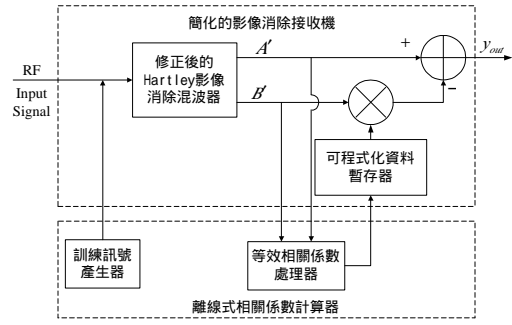 簡化的影像消除接收機
RF
Input
Signal
修正後的
Hartley影像
消除混波器
A'
B'
+
−
y_out
可程式化資料
暫存器
訓練訊號
產生器
等效相關係數
處理器
離線式相關係數計算器